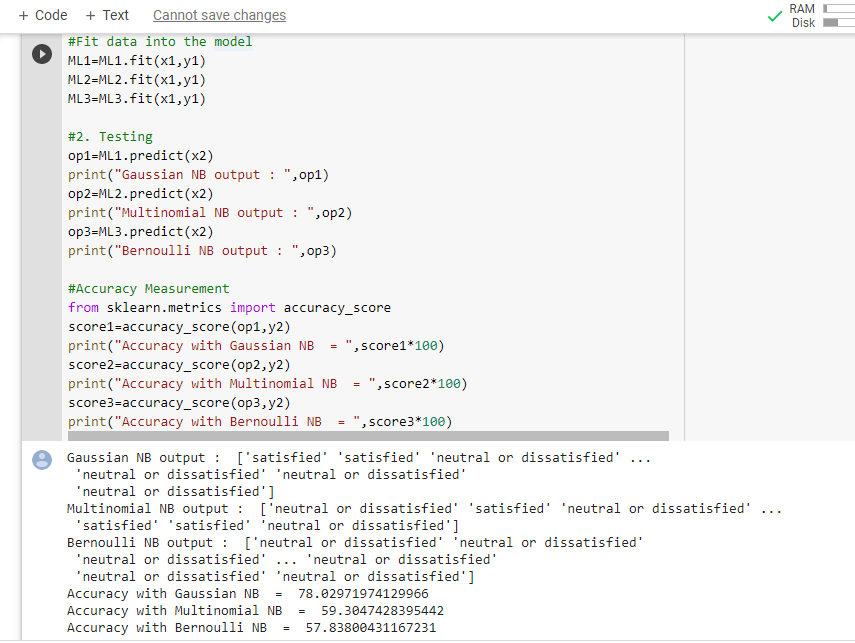 + Code + Text Cannot save changes RAM
Disk
#Fit data into the model
ML1=ML1.fit(x1,y1)
ML2=ML2.fit(x1,y1)
ML3=ML3.fit(x1,y1)
#2. Testing
op1=ML1.predict(x2)
print("Gaussian NB output : ",op1)
op2=ML2.predict(x2)
print("Multinomial NB output : ",op2)
op3=ML3.predict(x2)
print("Bernoulli NB output : ",op3)
#Accuracy Measurement
from sklearn.metrics import accuracy_score
score1=accuracy_score(op1,y2)
print("Accuracy with Gaussian NB  = ",score1*100)
score2=accuracy_score(op2,y2)
print("Accuracy with Multinomial NB  = ",score2*100)
score3=accuracy_score(op3,y2)
print("Accuracy with Bernoulli NB  = ",score3*100)
Gaussian NB output :  ['satisfied' 'satisfied' 'neutral or dissatisfied' ...
'neutral or dissatisfied' 'neutral or dissatisfied'
'neutral or dissatisfied']
Multinomial NB output :  ['neutral or dissatisfied' 'satisfied' 'neutral or dissatisfied' ...
'satisfied' 'satisfied' 'neutral or dissatisfied']
Bernoulli NB output :  ['neutral or dissatisfied' 'neutral or dissatisfied'
'neutral or dissatisfied' ... 'neutral or dissatisfied'
'neutral or dissatisfied' 'neutral or dissatisfied']
Accuracy with Gaussian NB  =  78.02971974129966
Accuracy with Multinomial NB  =  59.3047428395442
Accuracy with Bernoulli NB  =  57.83800431167231